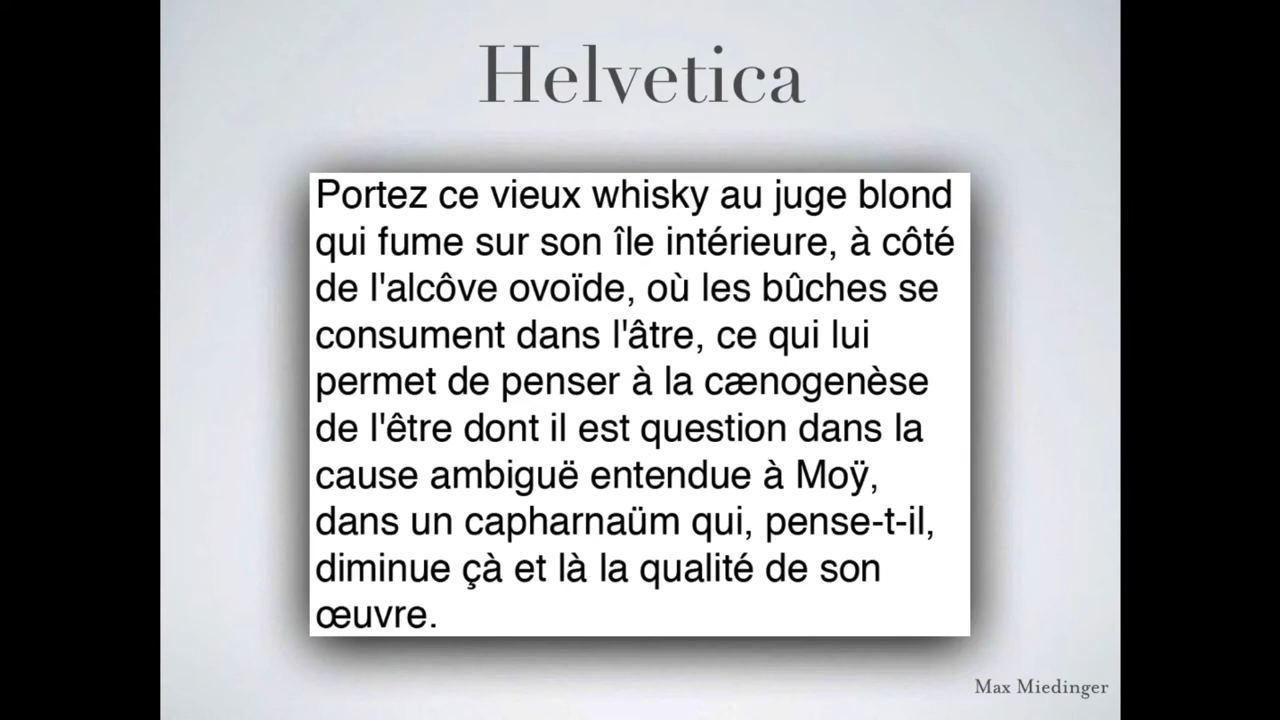 Helvetica
Portez ce vieux whisky au juge blond
qui fume sur son île intérieure, à côté
de l'alcôve ovoïde, où les bûches se
consument dans l'âtre, ce qui lui
permet de penser à la cænogenèse
de l'être dont il est question dans la
cause ambiguë entendue à Moÿ,
dans un capharnaüm qui, pense-t-il,
diminue çà et là la qualité de son
œuvre.
Max Miedinger